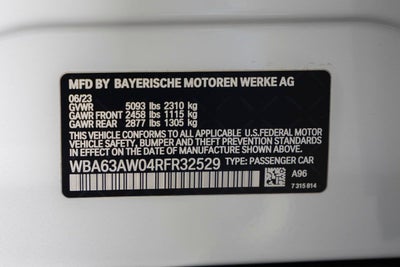 MFD BY BAYERISCHE MOTOREN WERKE AG
06/23
GVWR 5093 lbs 2310 kg
GAWR FRONT 2458 lbs 1115 kg
GAWR REAR 2877 lbs 1305 kg
THIS VEHICLE CONFORMS TO ALL APPLICABLE U.S.FEDERAL MOTOR
VEHICLE SAFETY, BUMPER, AND THEFT PREVENTION STANDARDS
IN EFFECT ON THE DATE OF MANUFACTURE SHOWN ABOVE.
WBA63AW04RFR32529 TYPE: PASSENGER CAR
A96
7 315 814